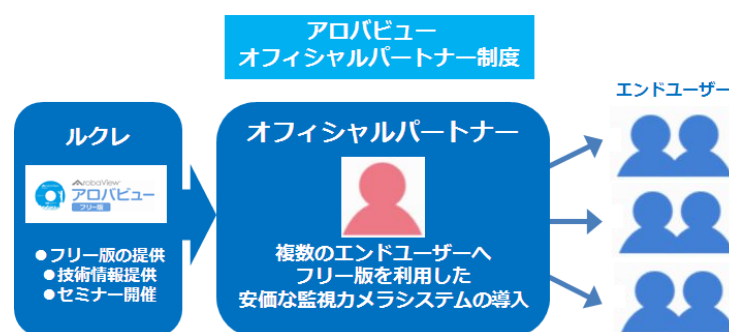 アロバビュー
オフィシャルパートナー制度
エンドユーザー
ルクレ
ArobaView
アロバビュー
フリー版
●フリー版の提供
●技術情報提供
●セミナー開催
オフィシャルパートナー
複数のエンドユーザーへ
フリー版を利用した
安価な監視カメラシステムの導入